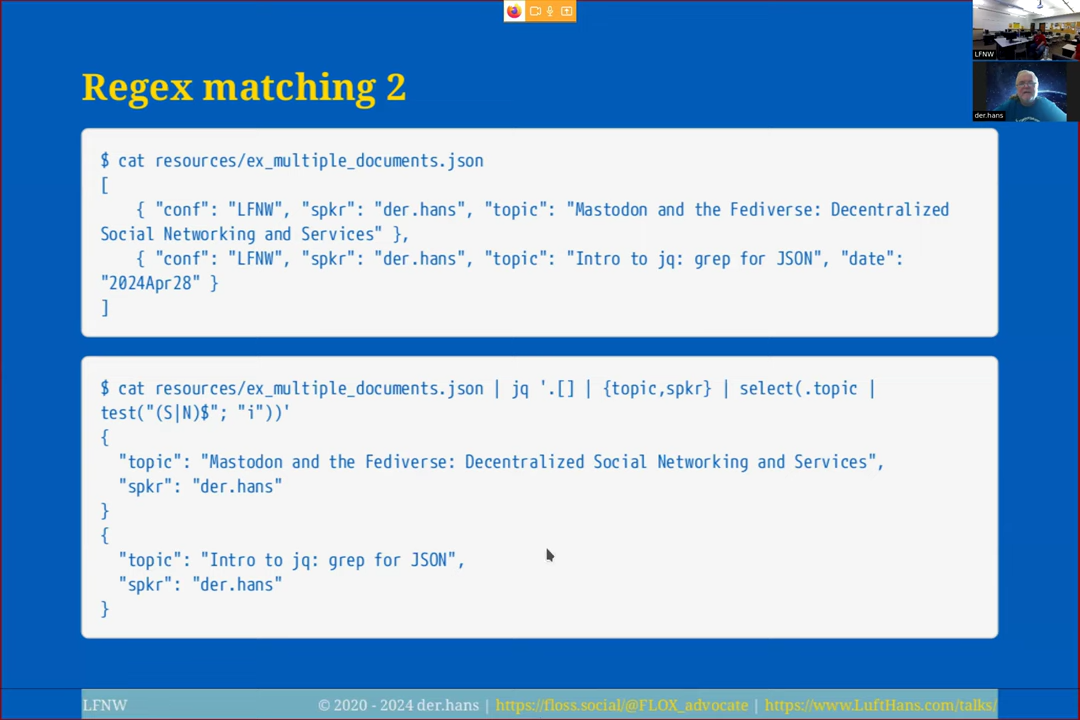 LFNW
Regex matching 2
der.hans
$ cat resources/ex_multiple_documents.json
[
{ "conf": "LFNW", "spkr": "der.hans", "topic": "Mastodon and the Fediverse: Decentralized
Social Networking and Services" },
{ "conf": "LFNW", "spkr": "der.hans", "topic": "Intro to jq: grep for JSON", "date":
"2024Apr28" }
]
$ cat resources/ex_multiple_documents.json | jq '.[] | {topic,spkr} | select(.topic |
test("(S|N)$"; "i"))'
{
"topic": "Mastodon and the Fediverse: Decentralized Social Networking and Services",
"spkr": "der.hans"
}
{
"topic": "Intro to jq: grep for JSON",
"spkr": "der.hans"
}
LFNW © 2020 - 2024 der.hans | https://floss.social/@FLOX_advocate | https://www.LuftHans.com/talks/